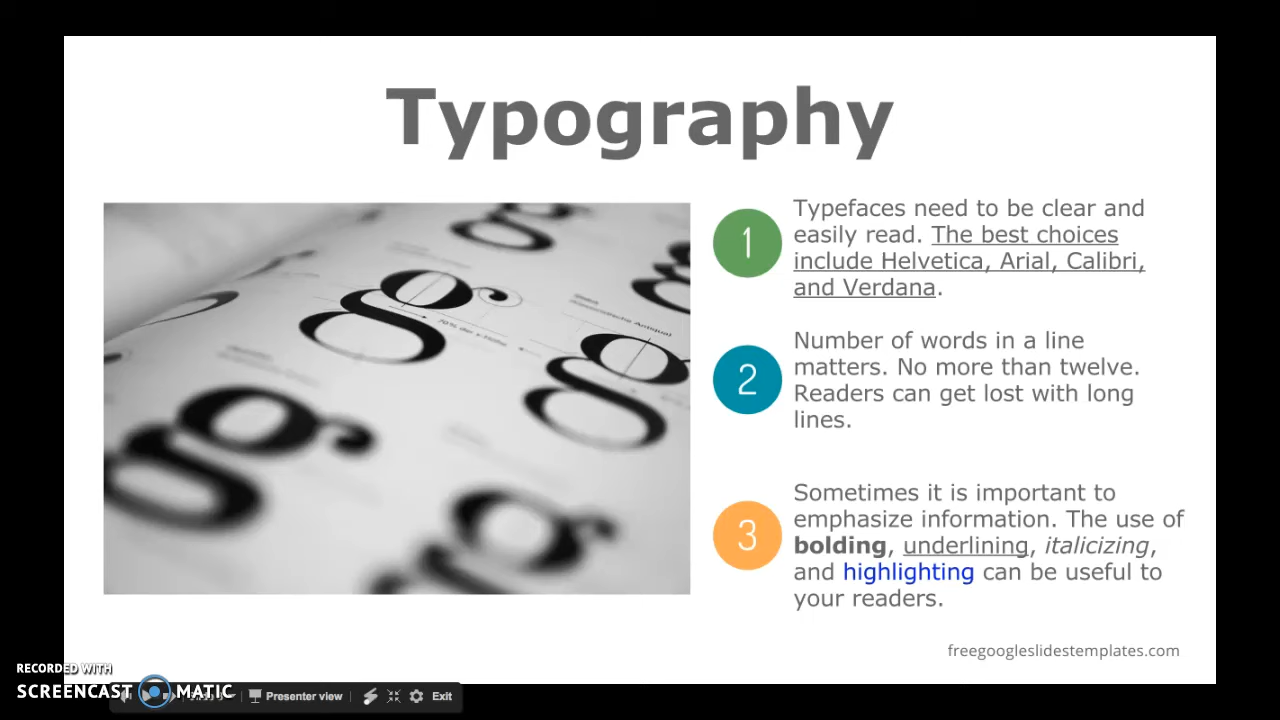 Typography
1
Typefaces need to be clear and
easily read. The best choices
include Helvetica, Arial, Calibri,
and Verdana.
2
Number of words in a line
matters. No more than twelve.
Readers can get lost with long
lines.
3
Sometimes it is important to
emphasize information. The use of
bolding, underlining, italicizing,
and highlighting can be useful to
your readers.
freegoogleslidestemplates.com
RECORDED WITH
SCREENCAST MATIC
Presenter view
Exit
g
g
g
g
g
g